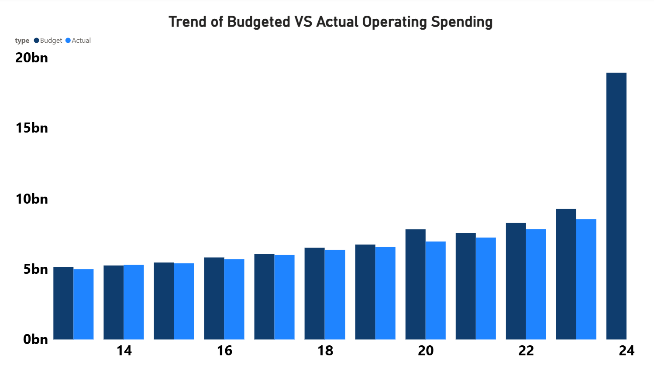 Trend of Budgeted VS Actual Operating Spending
type Budget Actual
20bn
15bn
10bn
5bn
0bn
14 16 18 20 22 24